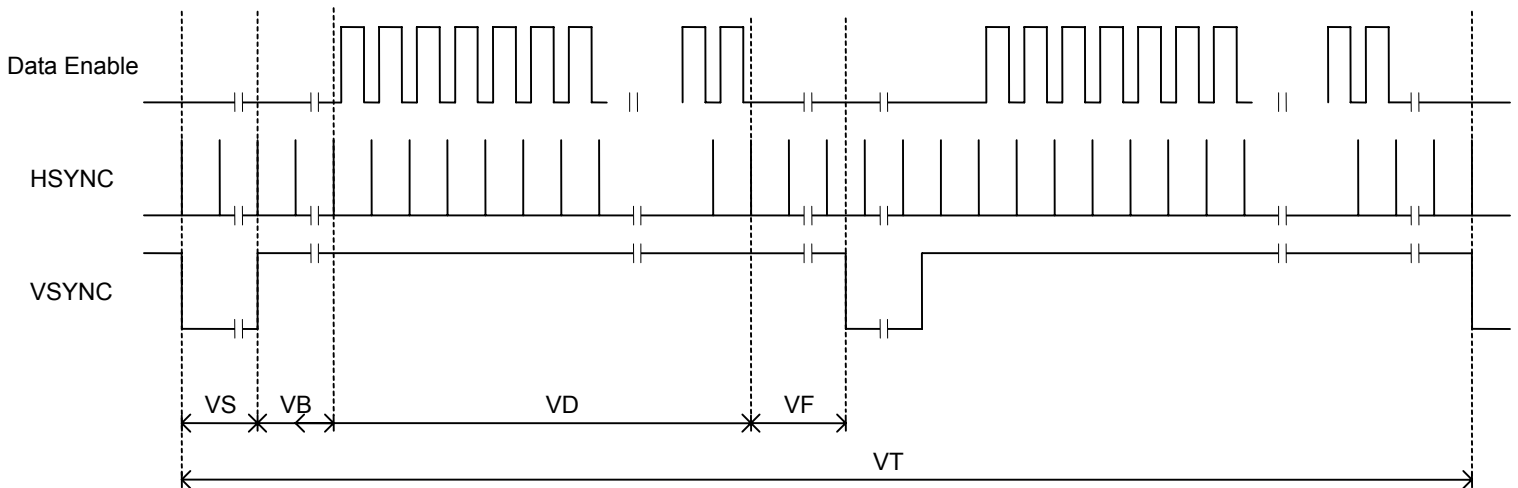 Data Enable
HSYNC
VSYNC
VS VB VD VF
VT